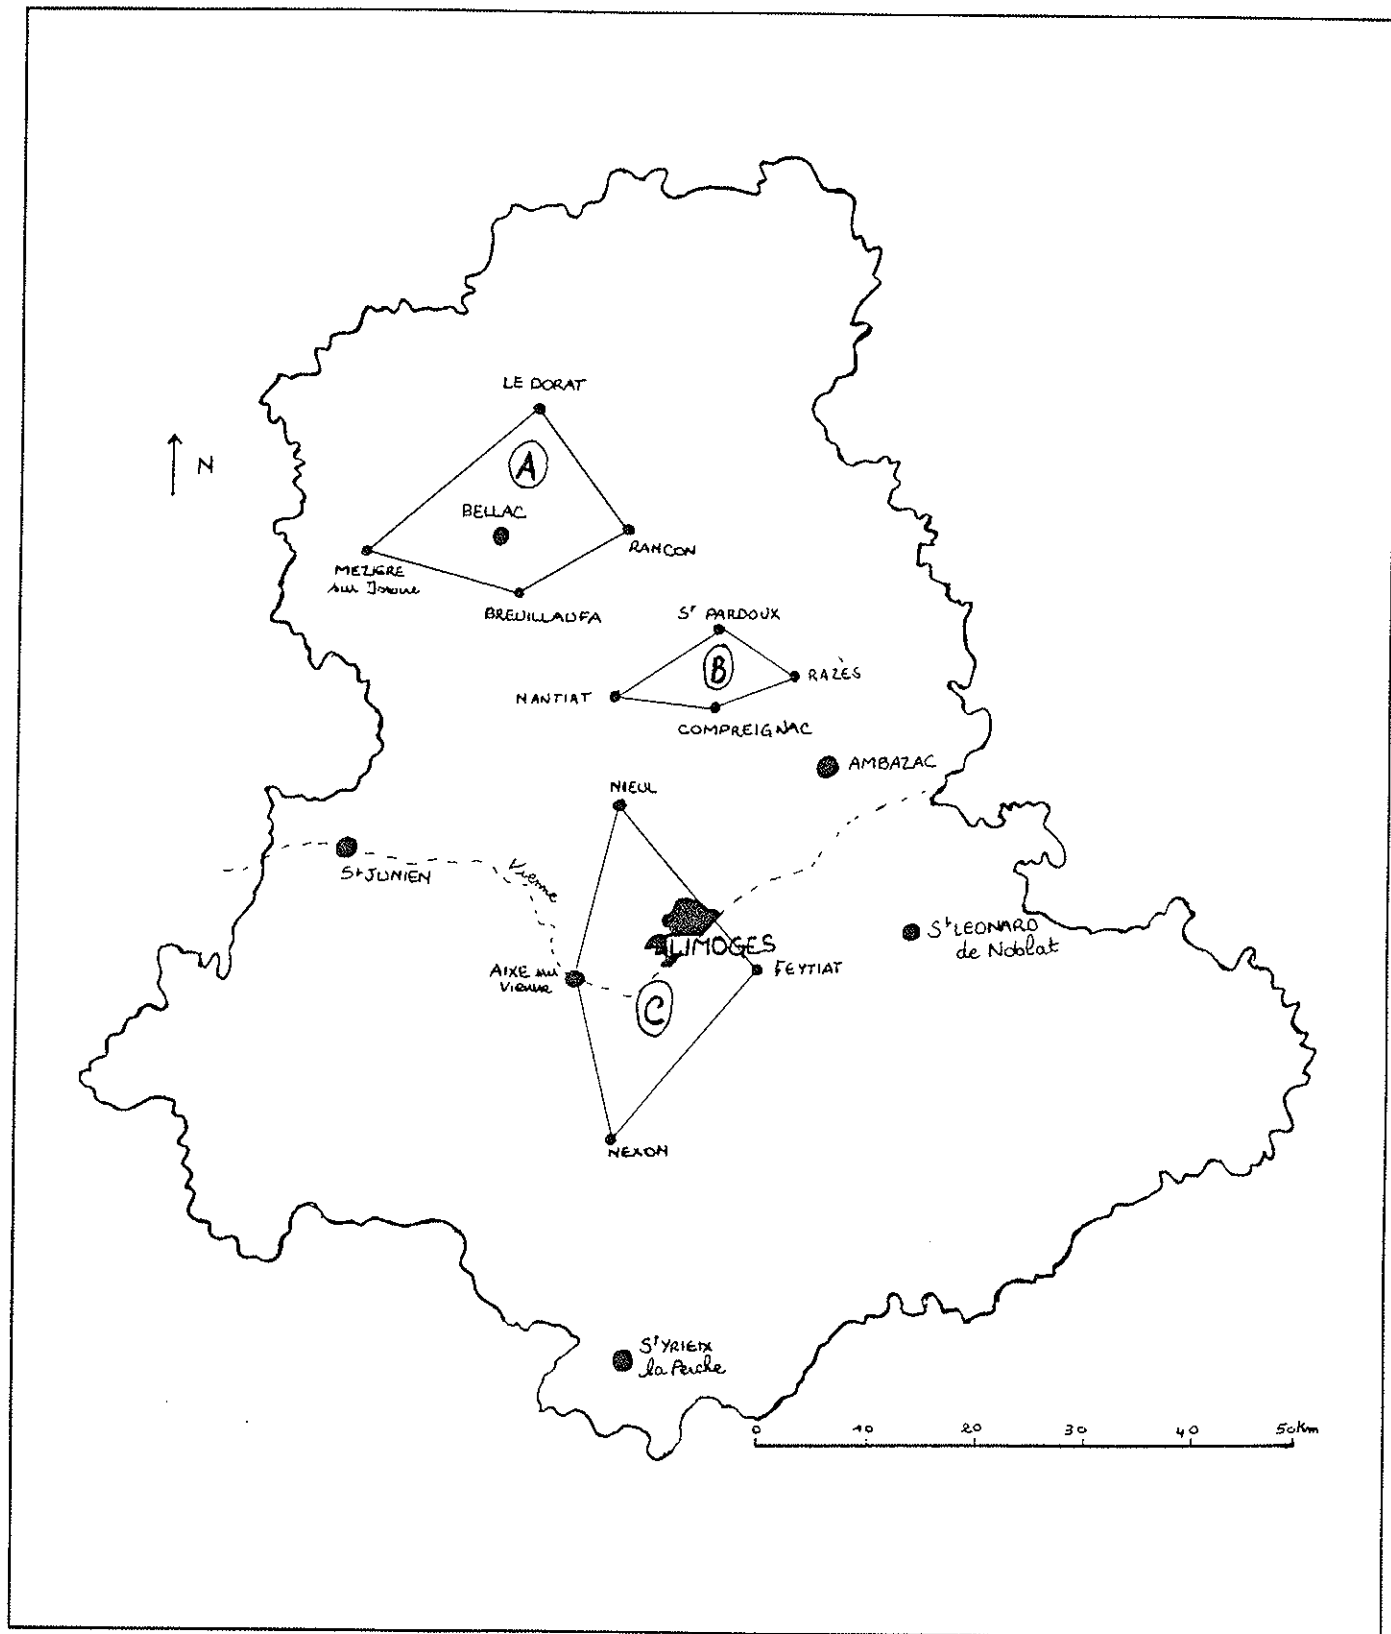 LE DORAT
A
N
BELLAC
RANCON
MEZIERE
sur Issoire
BREUILLAUFA
St PARDOUX
B
RAZÈS
NANTIAT
COMPREIGNAC
AMBAZAC
NIEUL
St JUNIEN
Vienne
LIMOGES
St LEONARD
de Noblat
AIXE sur
Vienne
FEYTIAT
C
NEXON
St YRIEIX
la Perche
0 10 20 30 40 50km